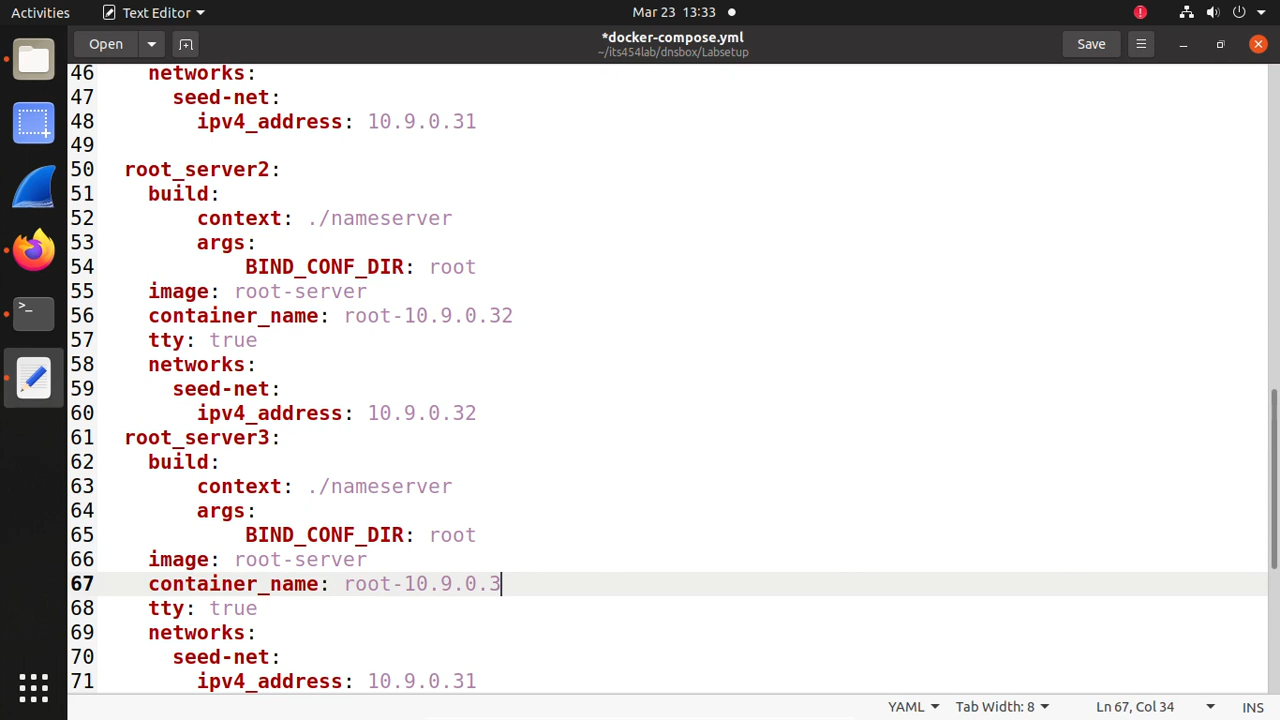 Activities Text Editor Mar 23 13:33
Open *docker-compose.yml Save
~/its454lab/dnsbox/Labsetup
46 networks:
47 seed-net:
48 ipv4_address: 10.9.0.31
49
50 root_server2:
51 build:
52 context: ./nameserver
53 args:
54 BIND_CONF_DIR: root
55 image: root-server
56 container_name: root-10.9.0.32
57 tty: true
58 networks:
59 seed-net:
60 ipv4_address: 10.9.0.32
61 root_server3:
62 build:
63 context: ./nameserver
64 args:
65 BIND_CONF_DIR: root
66 image: root-server
67 container_name: root-10.9.0.3
68 tty: true
69 networks:
70 seed-net:
71 ipv4_address: 10.9.0.31
YAML Tab Width: 8 Ln 67, Col 34 INS